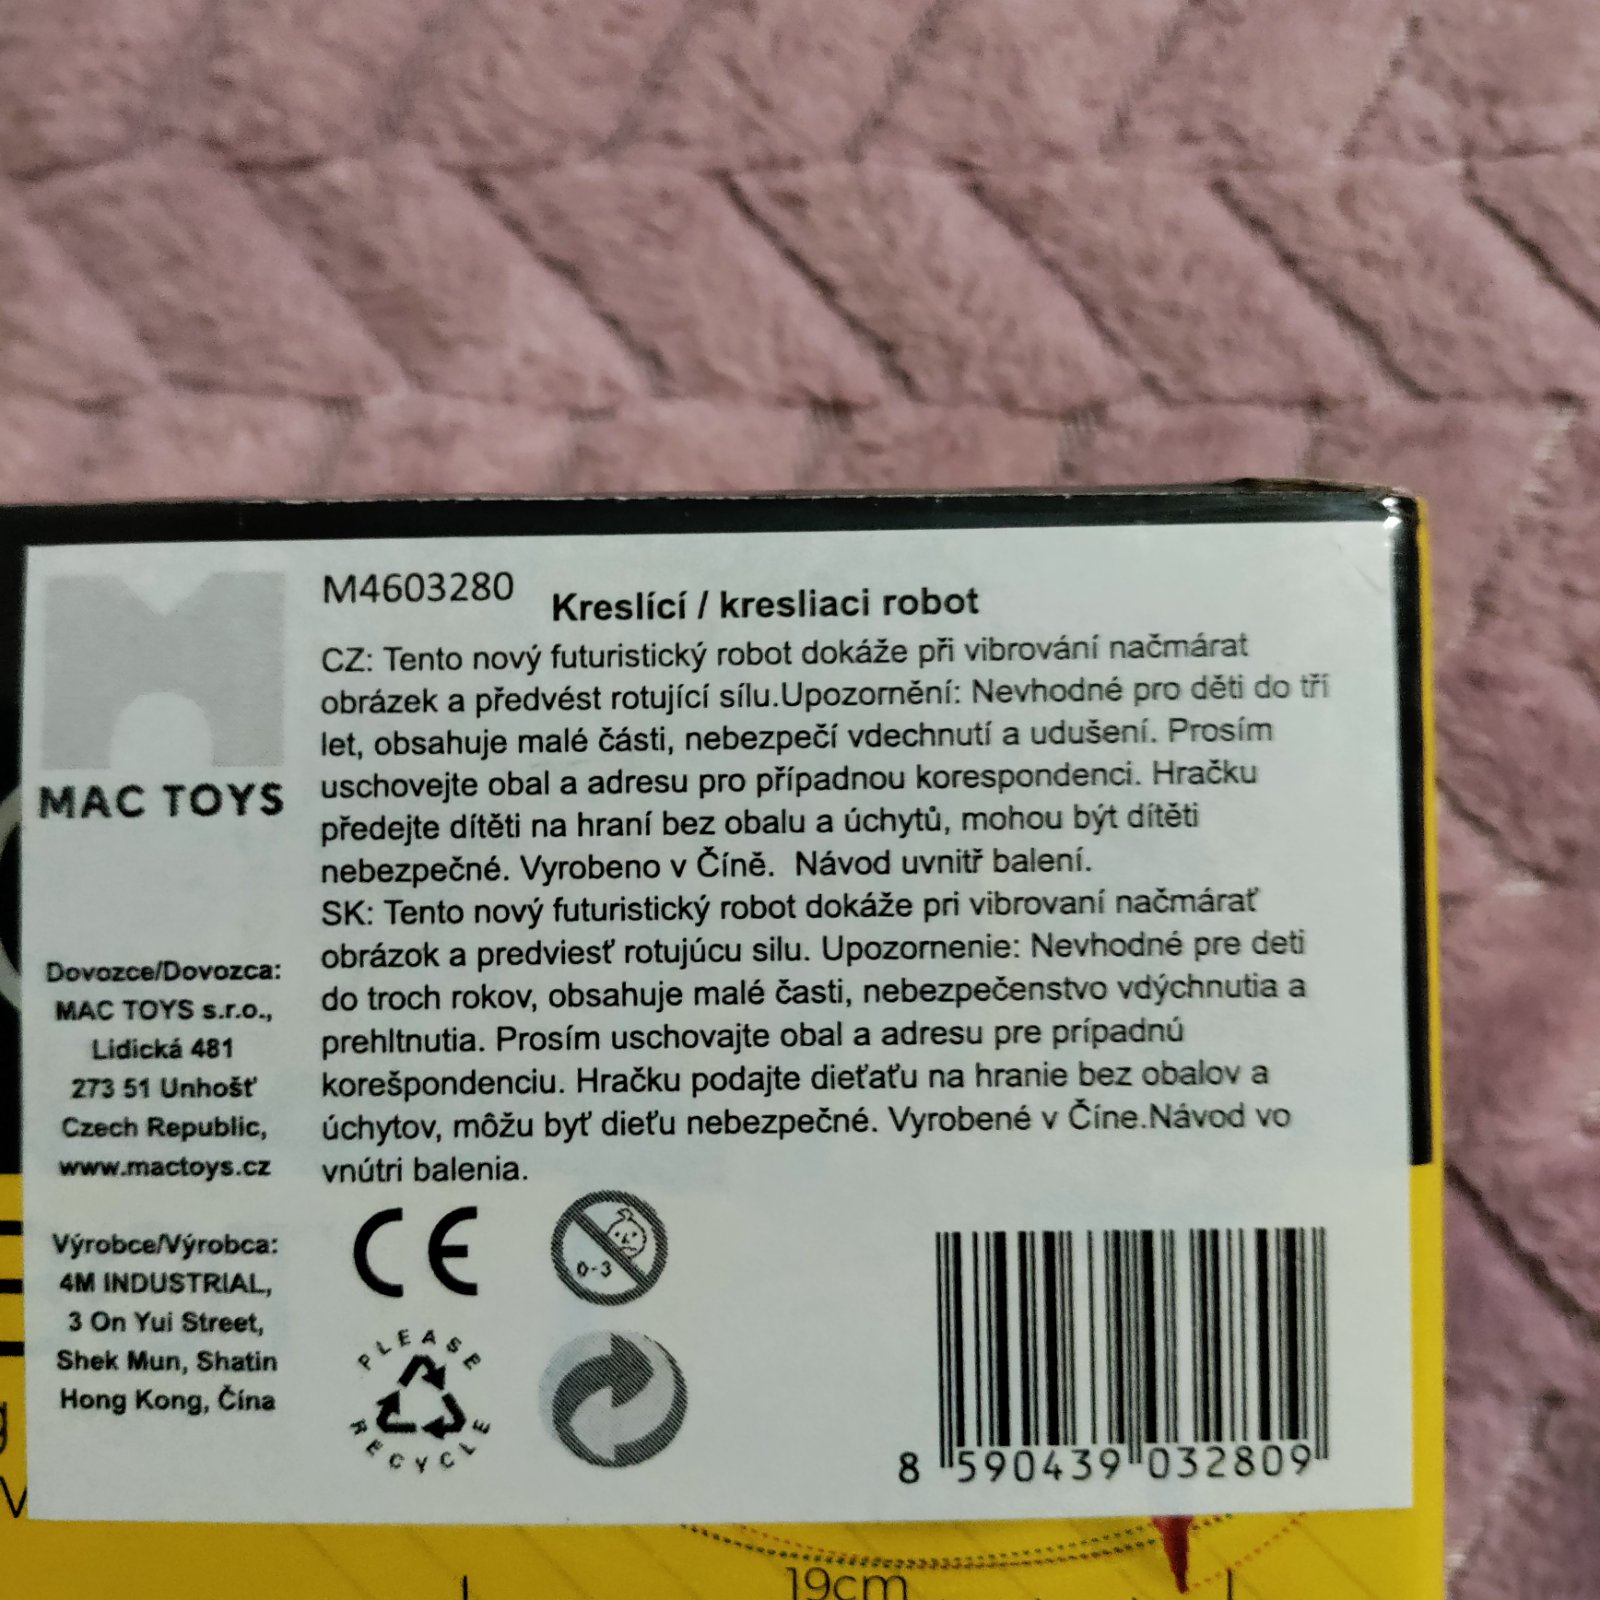 M4603280
Kreslící / kresliaci robot
CZ: Tento nový futuristický robot dokáže při vibrování načmárat
obrázek a předvést rotující sílu.Upozornění: Nevhodné pro děti do tří
let, obsahuje malé části, nebezpečí vdechnutí a udušení. Prosím
uschovejte obal a adresu pro případnou korespondenci. Hračku
předejte dítěti na hraní bez obalu a úchytů, mohou být dítěti
nebezpečné. Vyrobeno v Číně. Návod uvnitř balení.
SK: Tento nový futuristický robot dokáže pri vibrovaní načmárať
obrázok a predviesť rotujúcu silu. Upozornenie: Nevhodné pre deti
do troch rokov, obsahuje malé časti, nebezpečenstvo vdýchnutia a
prehltnutia. Prosím uschovajte obal a adresu pre prípadnú
korešpondenciu. Hračku podajte dieťaťu na hranie bez obalov a
úchytov, môžu byť dieťu nebezpečné. Vyrobené v Číne.Návod vo
vnútri balenia.
MAC TOYS
Dovozce/Dovozca:
MAC TOYS s.r.o.,
Lidická 481
273 51 Unhošť
Czech Republic,
www.mactoys.cz
Výrobce/Výrobca:
4M INDUSTRIAL,
3 On Yui Street,
Shek Mun, Shatin
Hong Kong, Čína
CE
0-3
PLEASE
RECYCLE
8 590439 032809
19cm